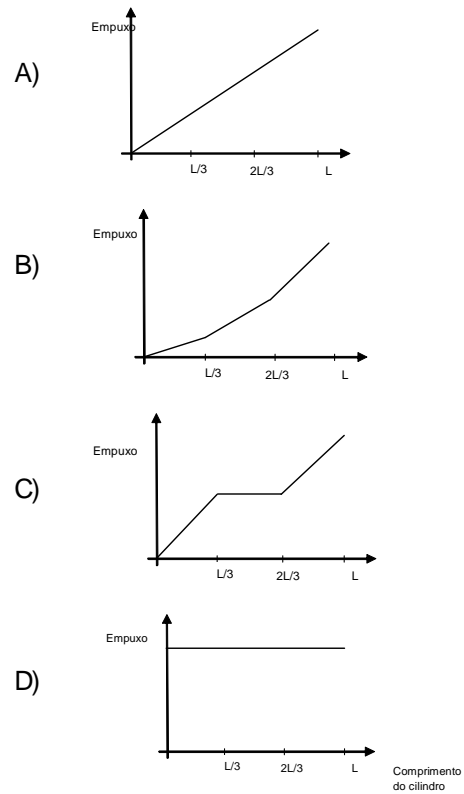 A)
Empuxo
L/3 2L/3 L
B)
Empuxo
L/3 2L/3 L
C)
Empuxo
L/3 2L/3 L
D)
Empuxo
L/3 2L/3 L
Comprimento
do cilindro